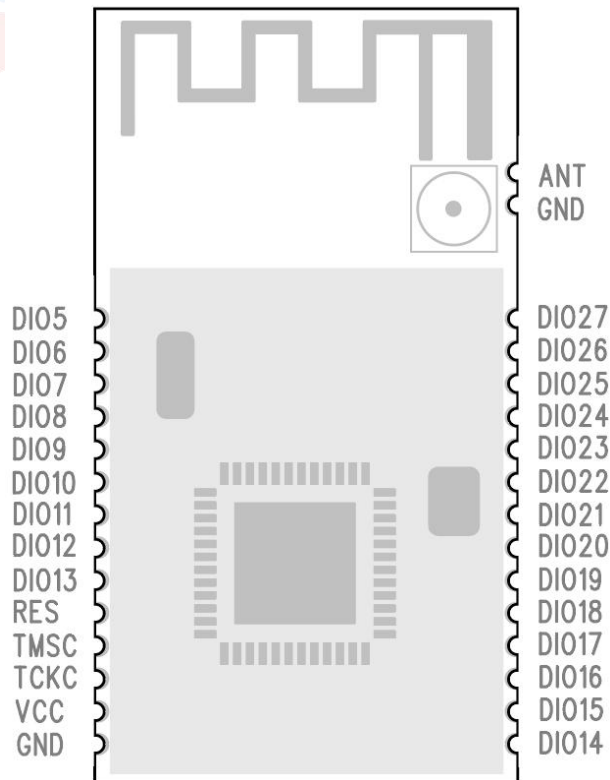 ANT
GND
DIO5
DIO6
DIO7
DIO8
DIO9
DIO10
DIO11
DIO12
DIO13
RES
TMSC
TCKC
VCC
GND
DIO27
DIO26
DIO25
DIO24
DIO23
DIO22
DIO21
DIO20
DIO19
DIO18
DIO17
DIO16
DIO15
DIO14